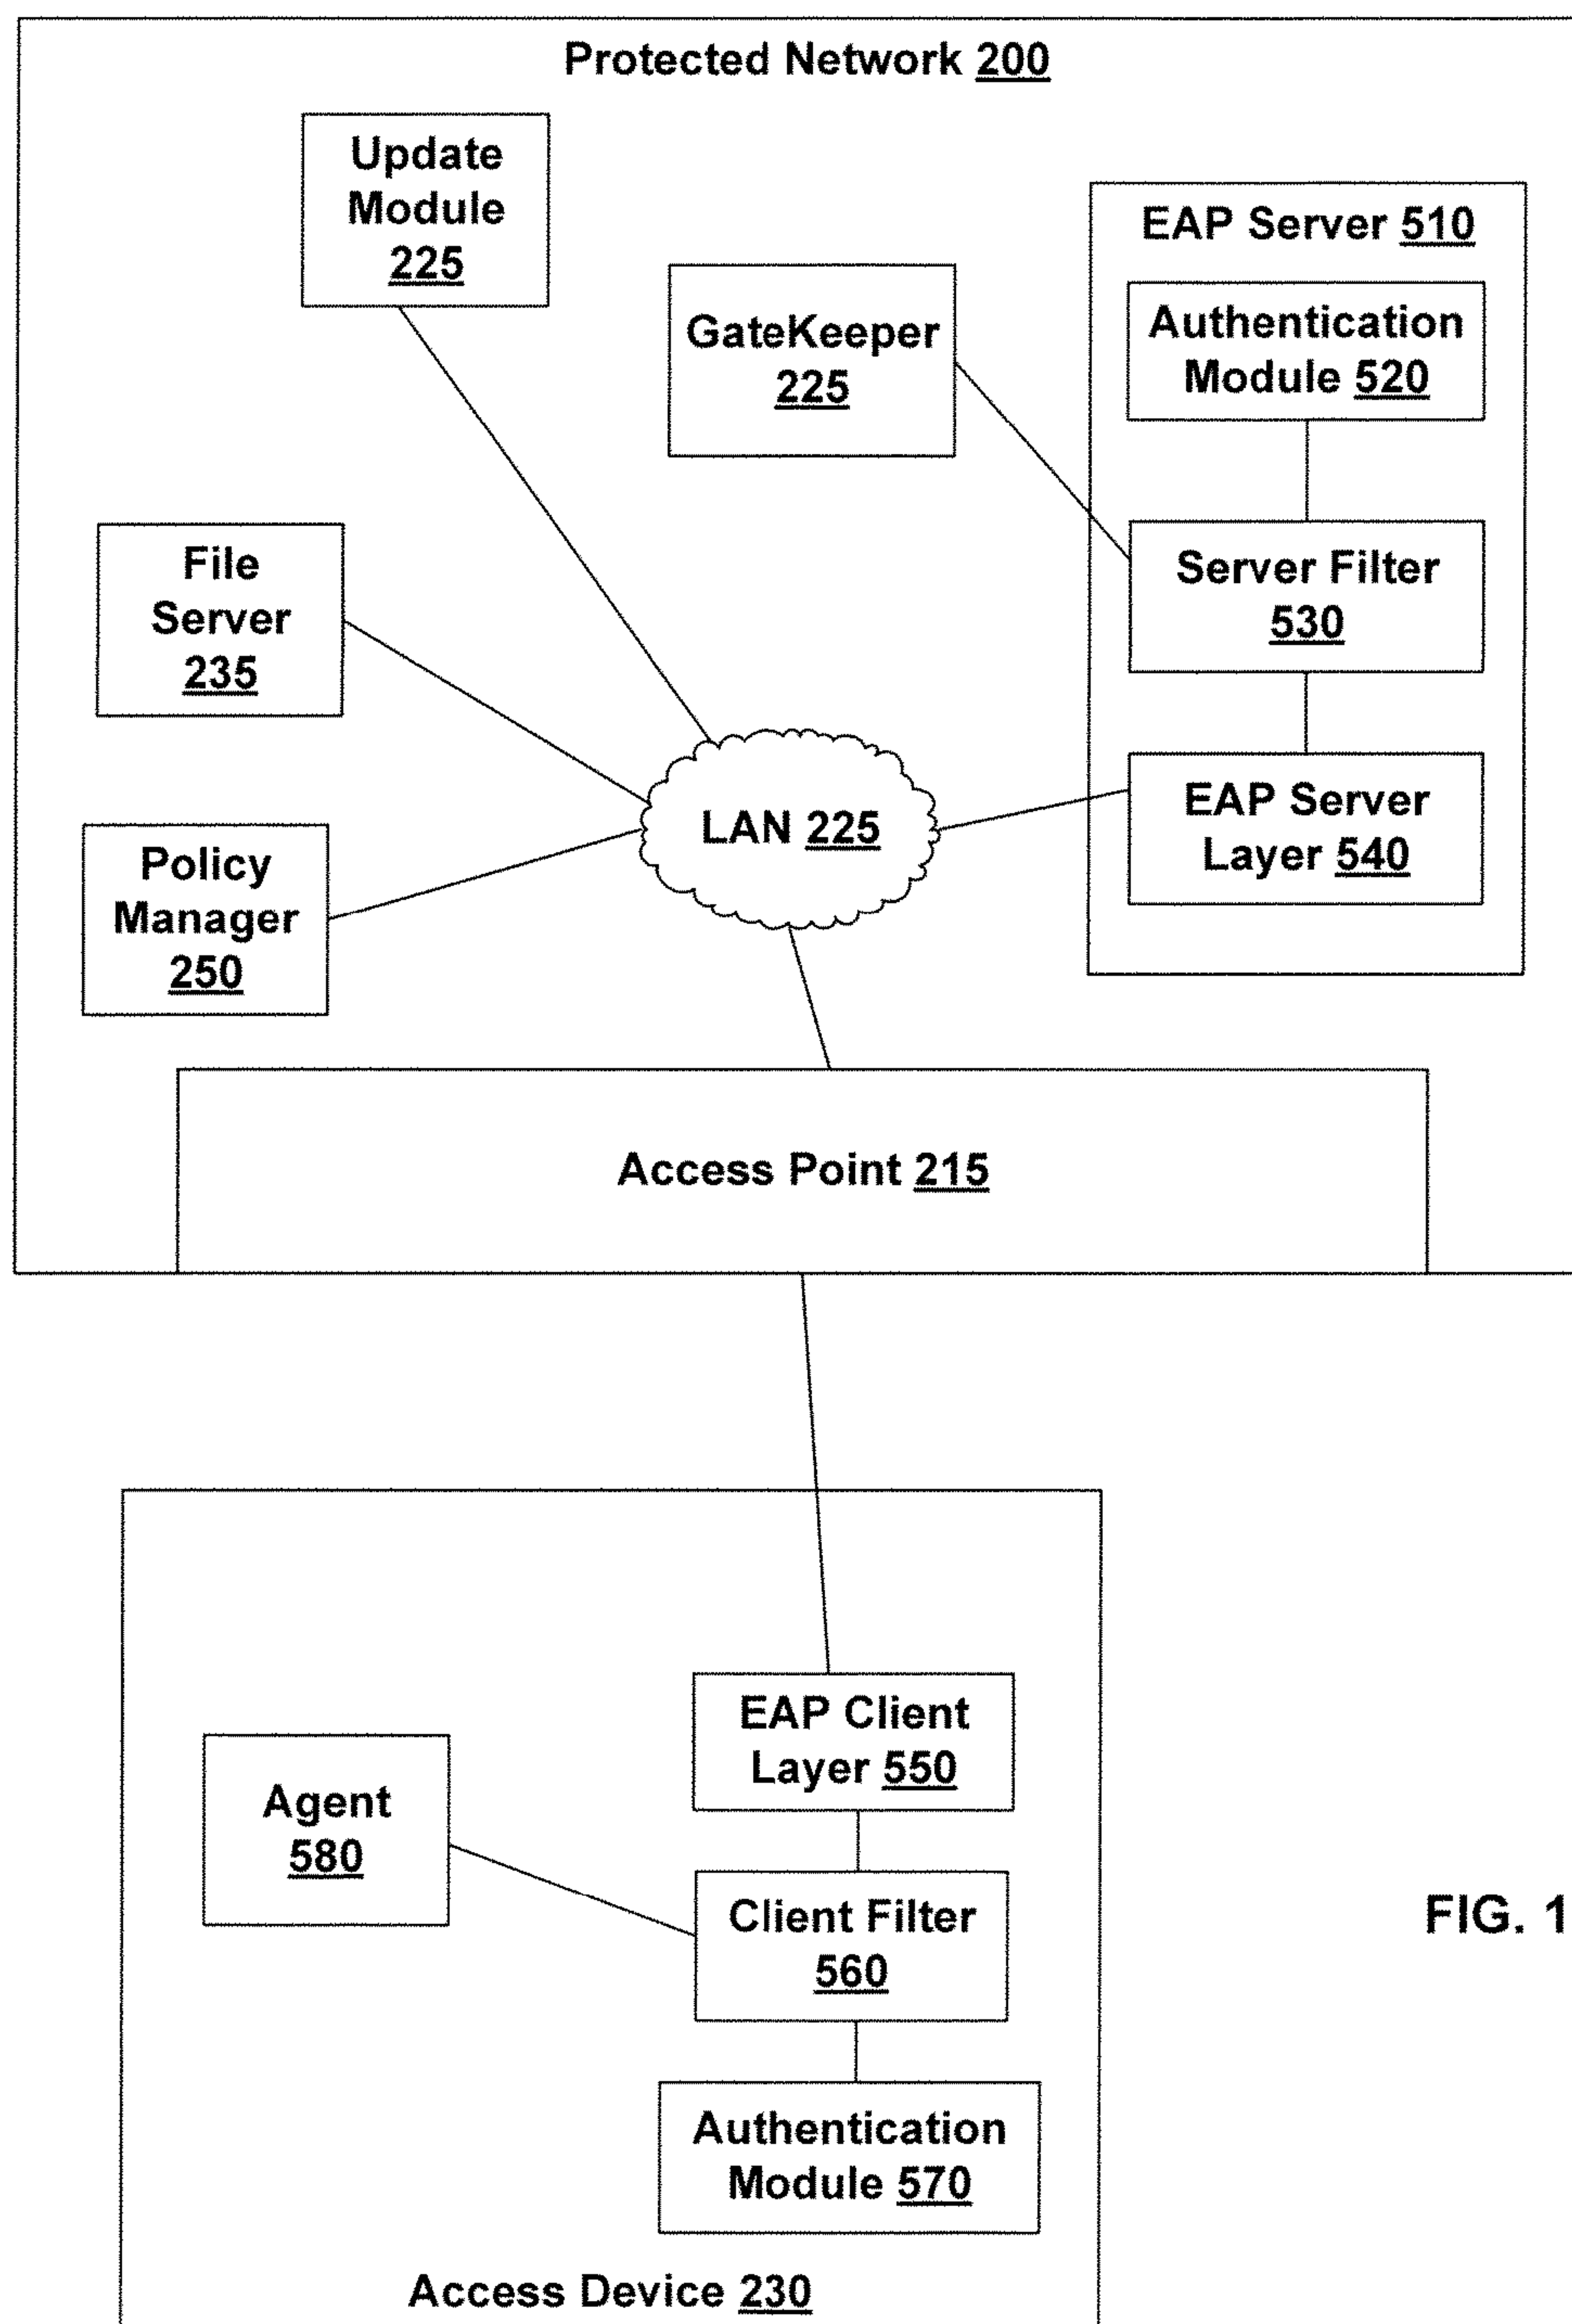 Protected Network 200
Update
Module
225
EAP Server 510
GateKeeper
225
Authentication
Module 520
File
Server
235
Server Filter
530
LAN 225
EAP Server
Layer 540
Policy
Manager
250
Access Point 215
EAP Client
Layer 550
Agent
580
Client Filter
560
FIG. 1
Authentication
Module 570
Access Device 230